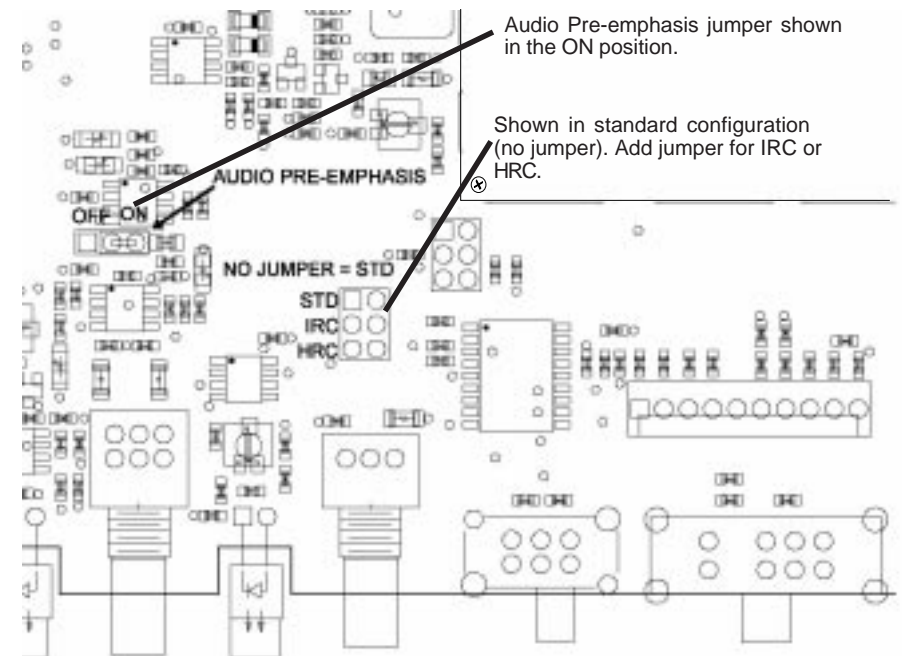 Audio Pre-emphasis jumper shown
in the ON position.
Shown in standard configuration
(no jumper). Add jumper for IRC or
HRC.
AUDIO PRE-EMPHASIS
OFF ON
NO JUMPER = STD
STD
IRC
HRC